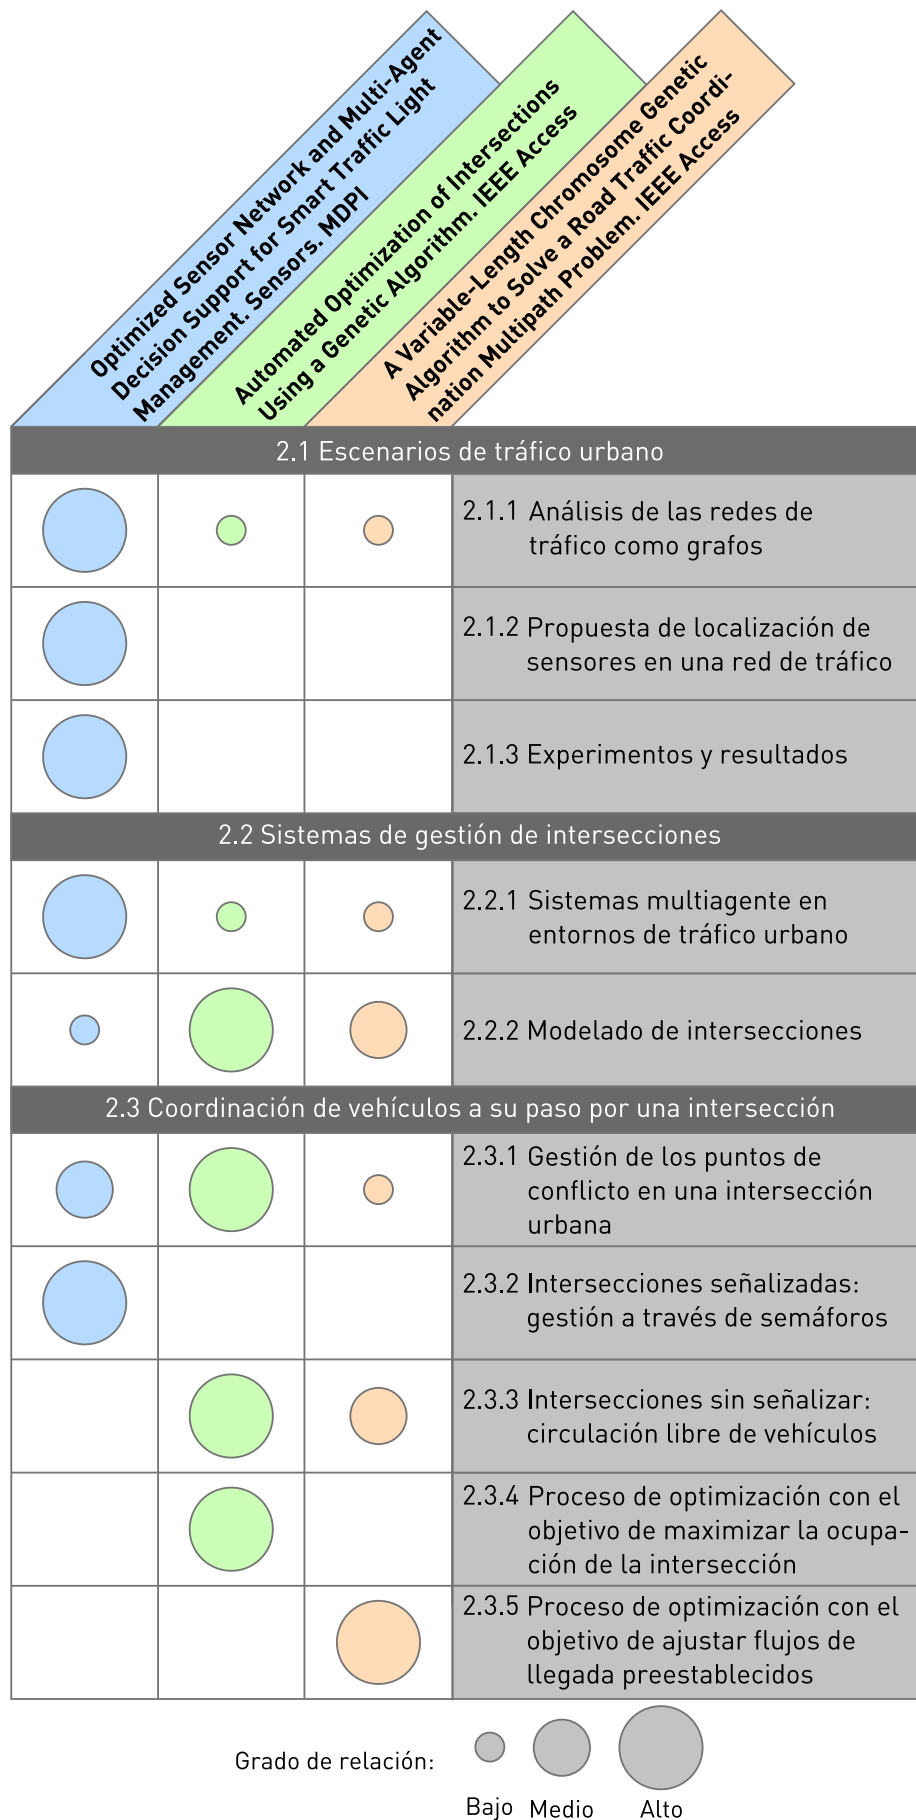 Optimized Sensor Network and Multi-Agent
Decision Support for Smart Traffic Light
Management. Sensors. MDPI
Automated Optimization of Intersections
Using a Genetic Algorithm. IEEE Access
A Variable-Length Chromosome Genetic
Algorithm to Solve a Road Traffic Coordi-
nation Multipath Problem. IEEE Access
2.1 Escenarios de tráfico urbano
2.1.1 Análisis de las redes de
tráfico como grafos
2.1.2 Propuesta de localización de
sensores en una red de tráfico
2.1.3 Experimentos y resultados
2.2 Sistemas de gestión de intersecciones
2.2.1 Sistemas multiagente en
entornos de tráfico urbano
2.2.2 Modelado de intersecciones
2.3 Coordinación de vehículos a su paso por una intersección
2.3.1 Gestión de los puntos de
conflicto en una intersección
urbana
2.3.2 Intersecciones señalizadas:
gestión a través de semáforos
2.3.3 Intersecciones sin señalizar:
circulación libre de vehículos
2.3.4 Proceso de optimización con el
objetivo de maximizar la ocupa-
ción de la intersección
2.3.5 Proceso de optimización con el
objetivo de ajustar flujos de
llegada preestablecidos
Grado de relación:
Bajo Medio Alto